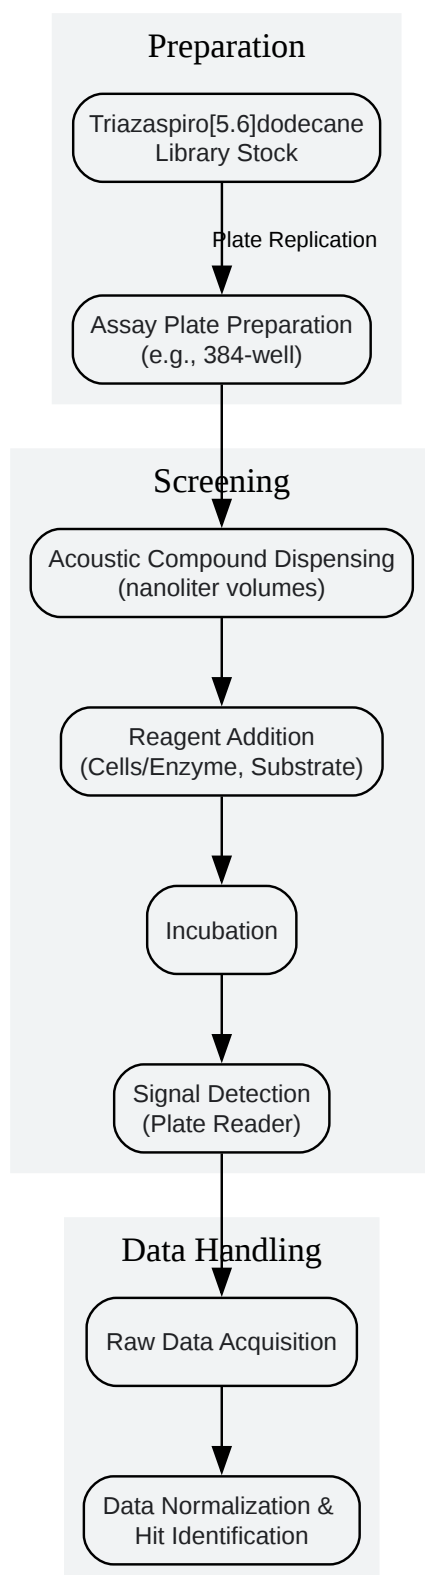 Preparation
Triazaspiro[5.6]dodecane
Library Stock
Plate Replication
Assay Plate Preparation
(e.g., 384-well)
Screening
Acoustic Compound Dispensing
(nanoliter volumes)
Reagent Addition
(Cells/Enzyme, Substrate)
Incubation
Signal Detection
(Plate Reader)
Data Handling
Raw Data Acquisition
Data Normalization &
Hit Identification